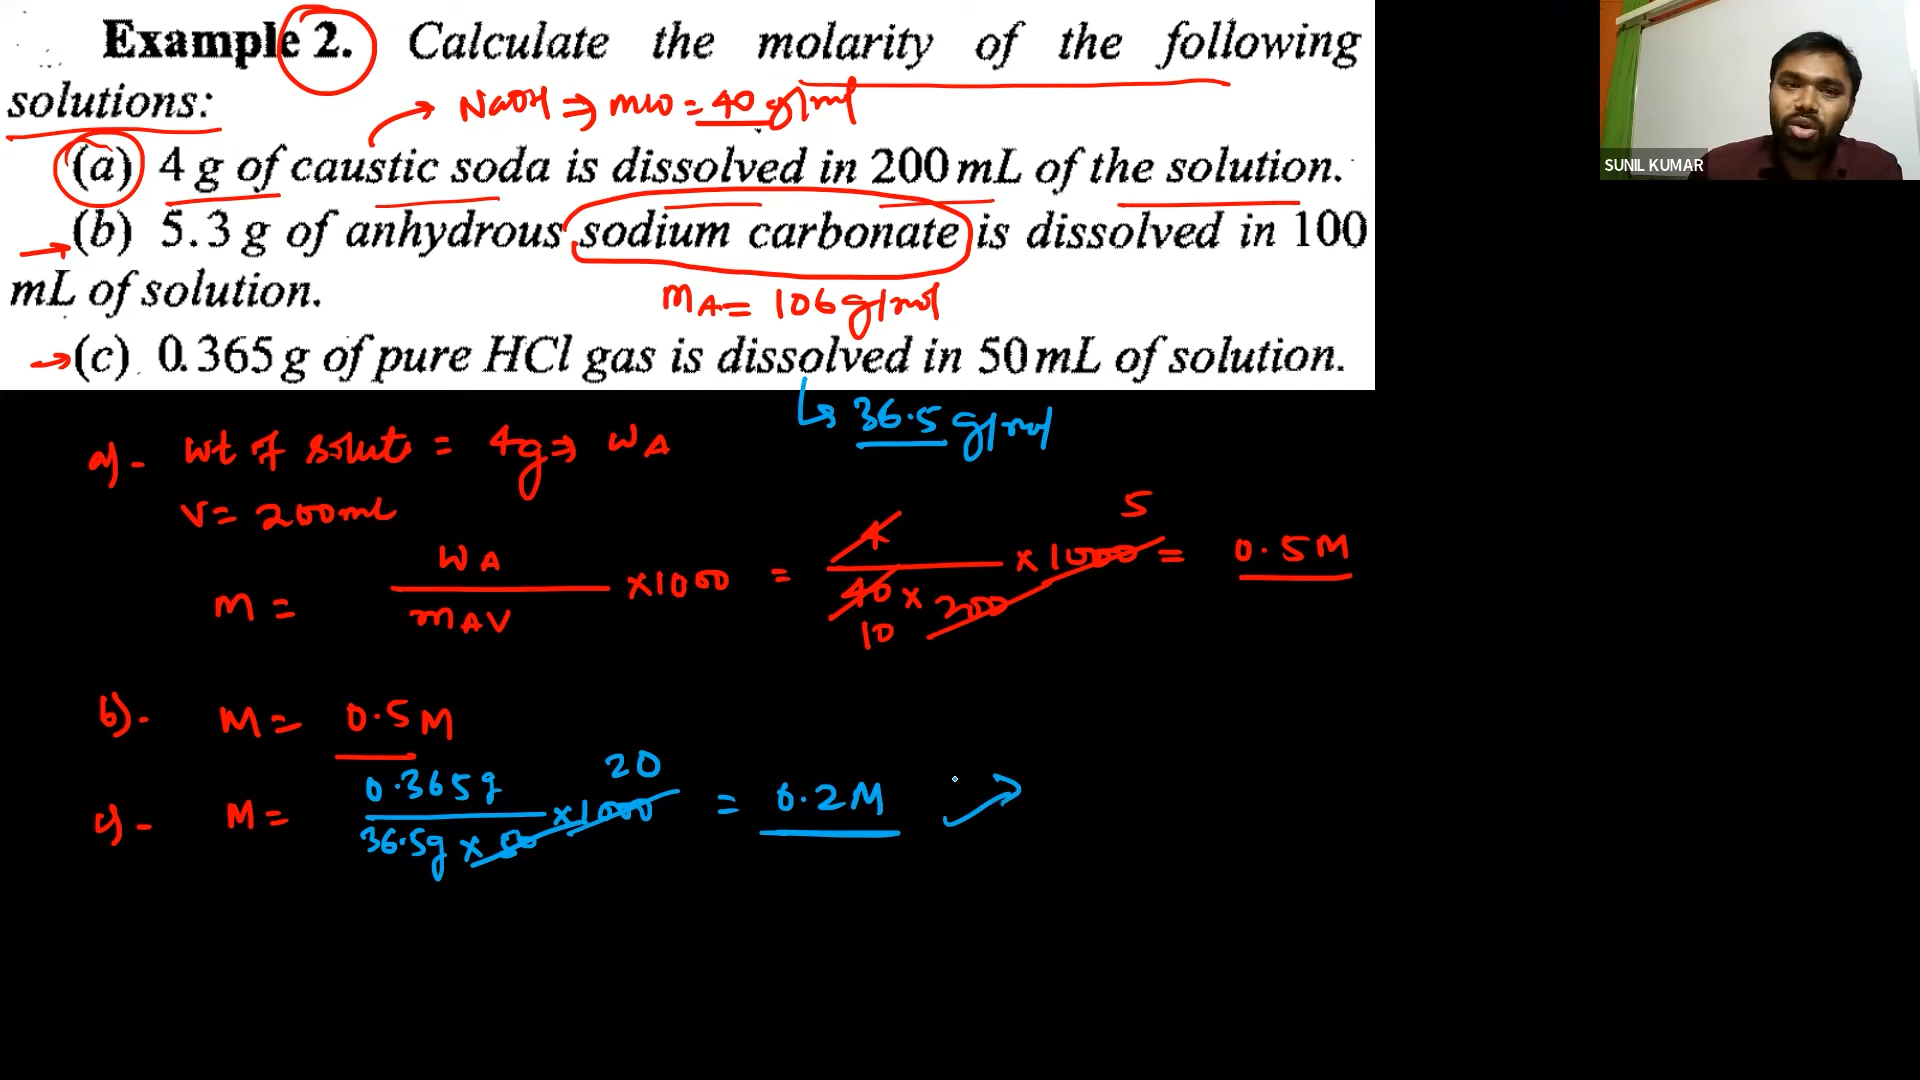 Example 2. Calculate the molarity of the following
solutions:
NaOH ⇒ mw = 40 g/ml
(a) 4 g of caustic soda is dissolved in 200 mL of the solution.
(b) 5.3 g of anhydrous sodium carbonate is dissolved in 100
mL of solution.
mA = 106 g/mol
(c) 0.365 g of pure HCl gas is dissolved in 50 mL of solution.
↳ 36.5 g/mol
a)- wt of solute = 4g ⇒ wA
V = 200ml
M = wA / mAV × 1000 = 4 / 40 × 200 × 1000 = 0.5M
5
10
b)- M = 0.5 M
c)- M = 0.365g / 36.5g × 50 × 1000 = 0.2M
20
SUNIL KUMAR